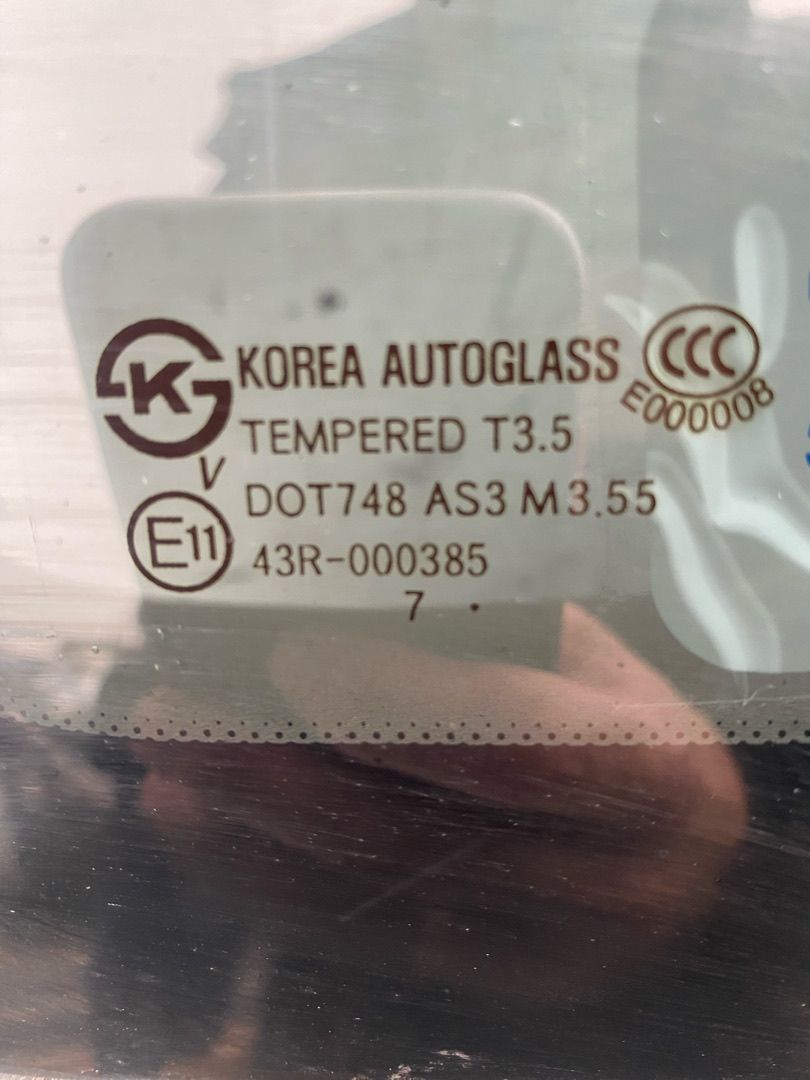 K
KOREA AUTOGLASS
CCC
E000008
TEMPERED T3.5
V
DOT748 AS3 M3.55
E11
43R-000385
7 .